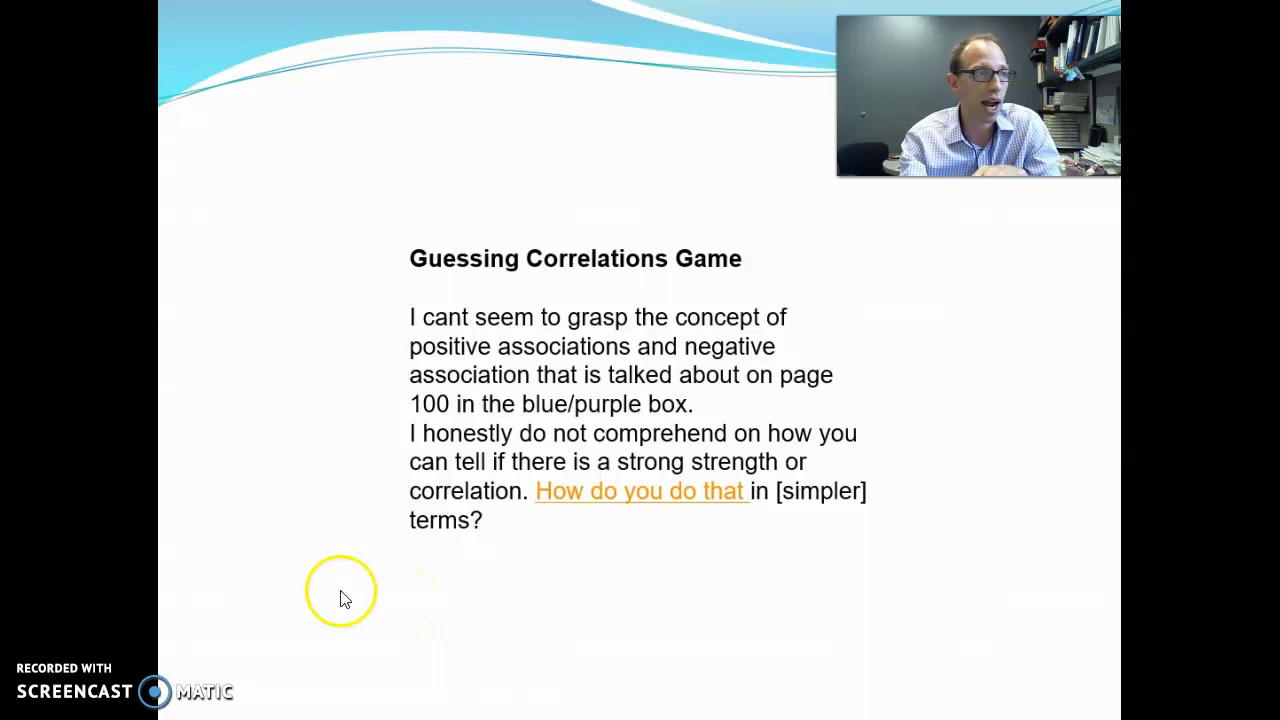 Guessing Correlations Game
I cant seem to grasp the concept of
positive associations and negative
association that is talked about on page
100 in the blue/purple box.
I honestly do not comprehend on how you
can tell if there is a strong strength or
correlation. How do you do that in [simpler]
terms?
RECORDED WITH
SCREENCAST MATIC